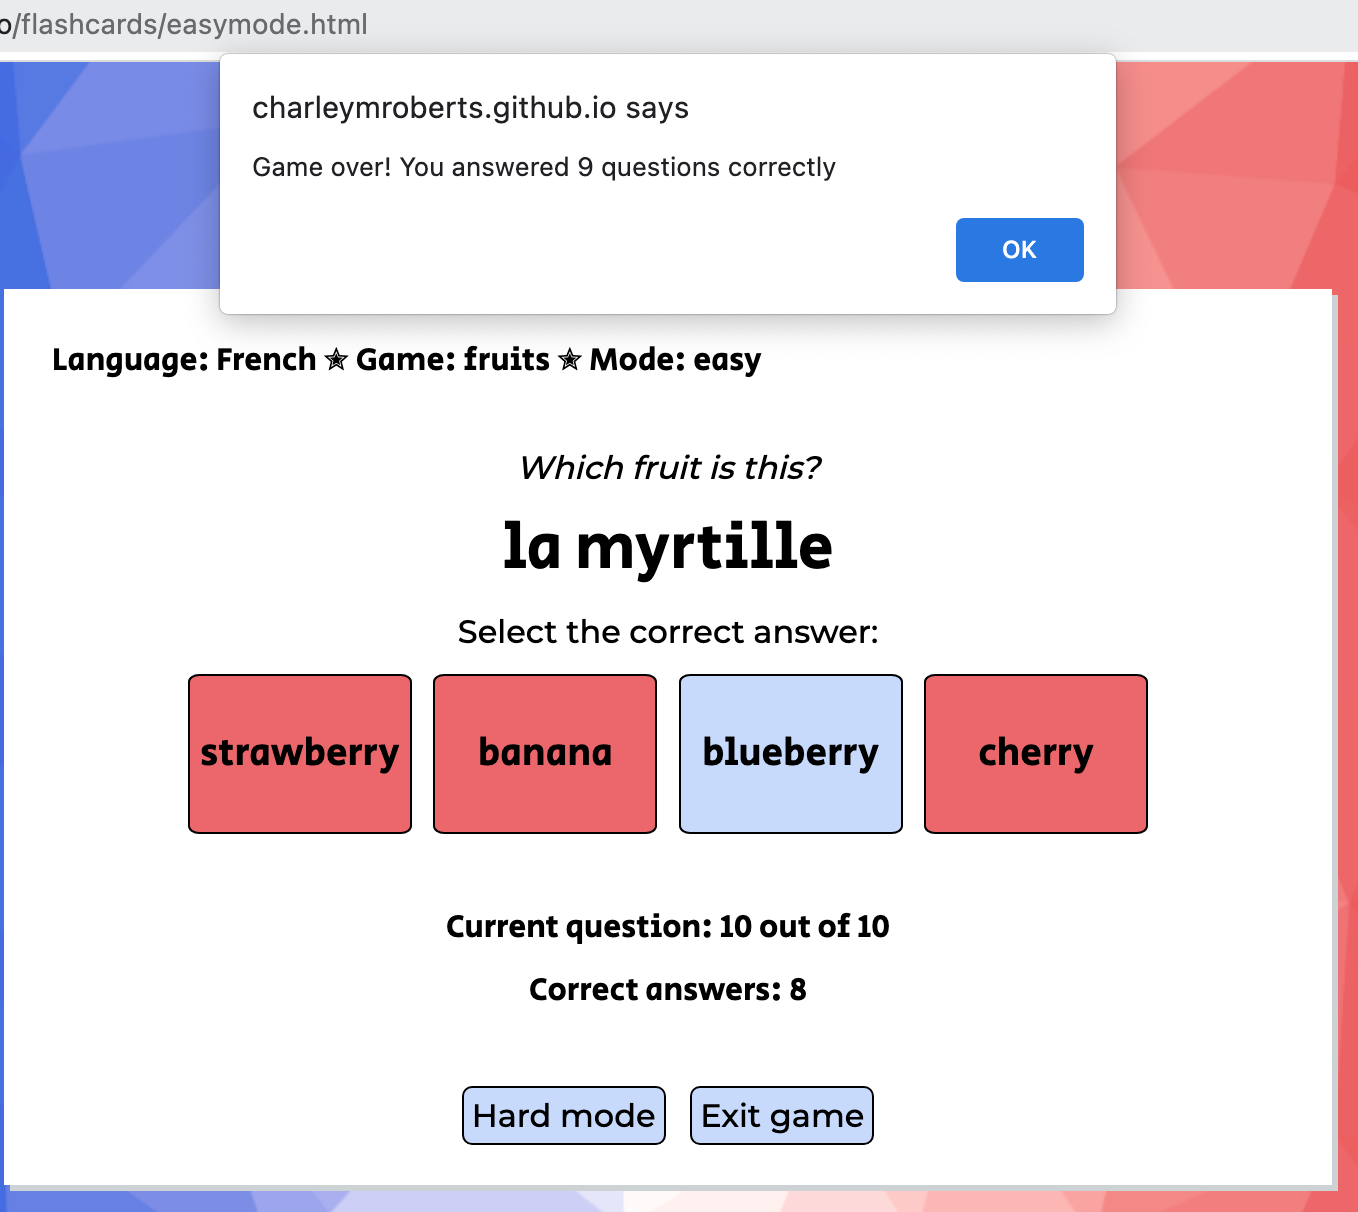 o/flashcards/easymode.html
charleymroberts.github.io says
Game over! You answered 9 questions correctly
OK
Language: French ✭ Game: fruits ✭ Mode: easy
Which fruit is this?
la myrtille
Select the correct answer:
strawberry banana blueberry cherry
Current question: 10 out of 10
Correct answers: 8
Hard mode Exit game